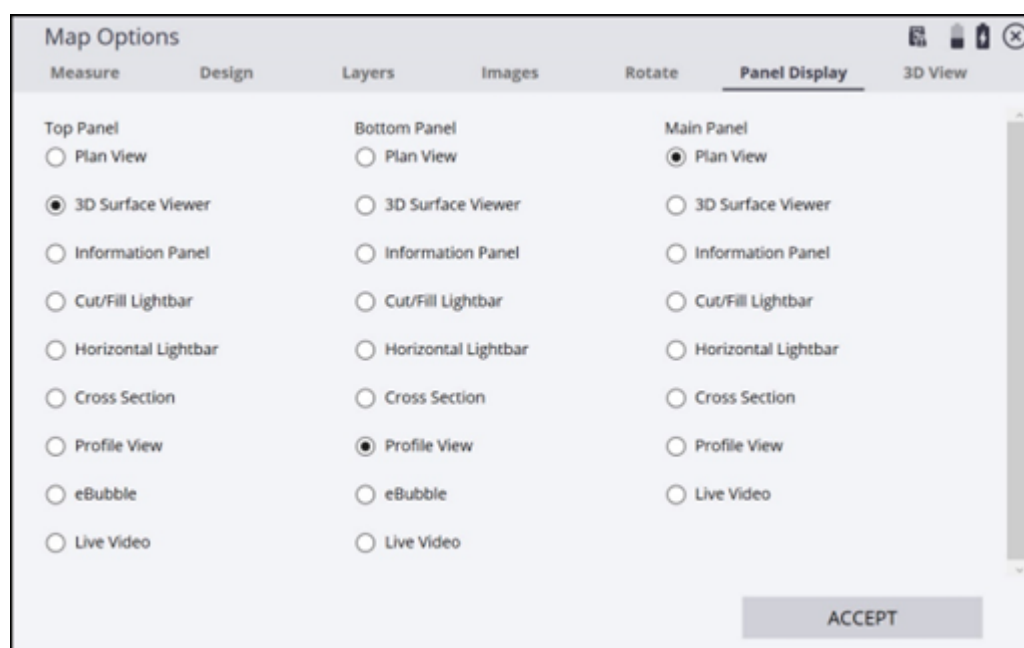 Map Options
Measure Design Layers Images Rotate Panel Display 3D View
Top Panel Bottom Panel Main Panel
Plan View Plan View Plan View
3D Surface Viewer 3D Surface Viewer 3D Surface Viewer
Information Panel Information Panel Information Panel
Cut/Fill Lightbar Cut/Fill Lightbar Cut/Fill Lightbar
Horizontal Lightbar Horizontal Lightbar Horizontal Lightbar
Cross Section Cross Section Cross Section
Profile View Profile View Profile View
eBubble eBubble Live Video
Live Video Live Video
ACCEPT